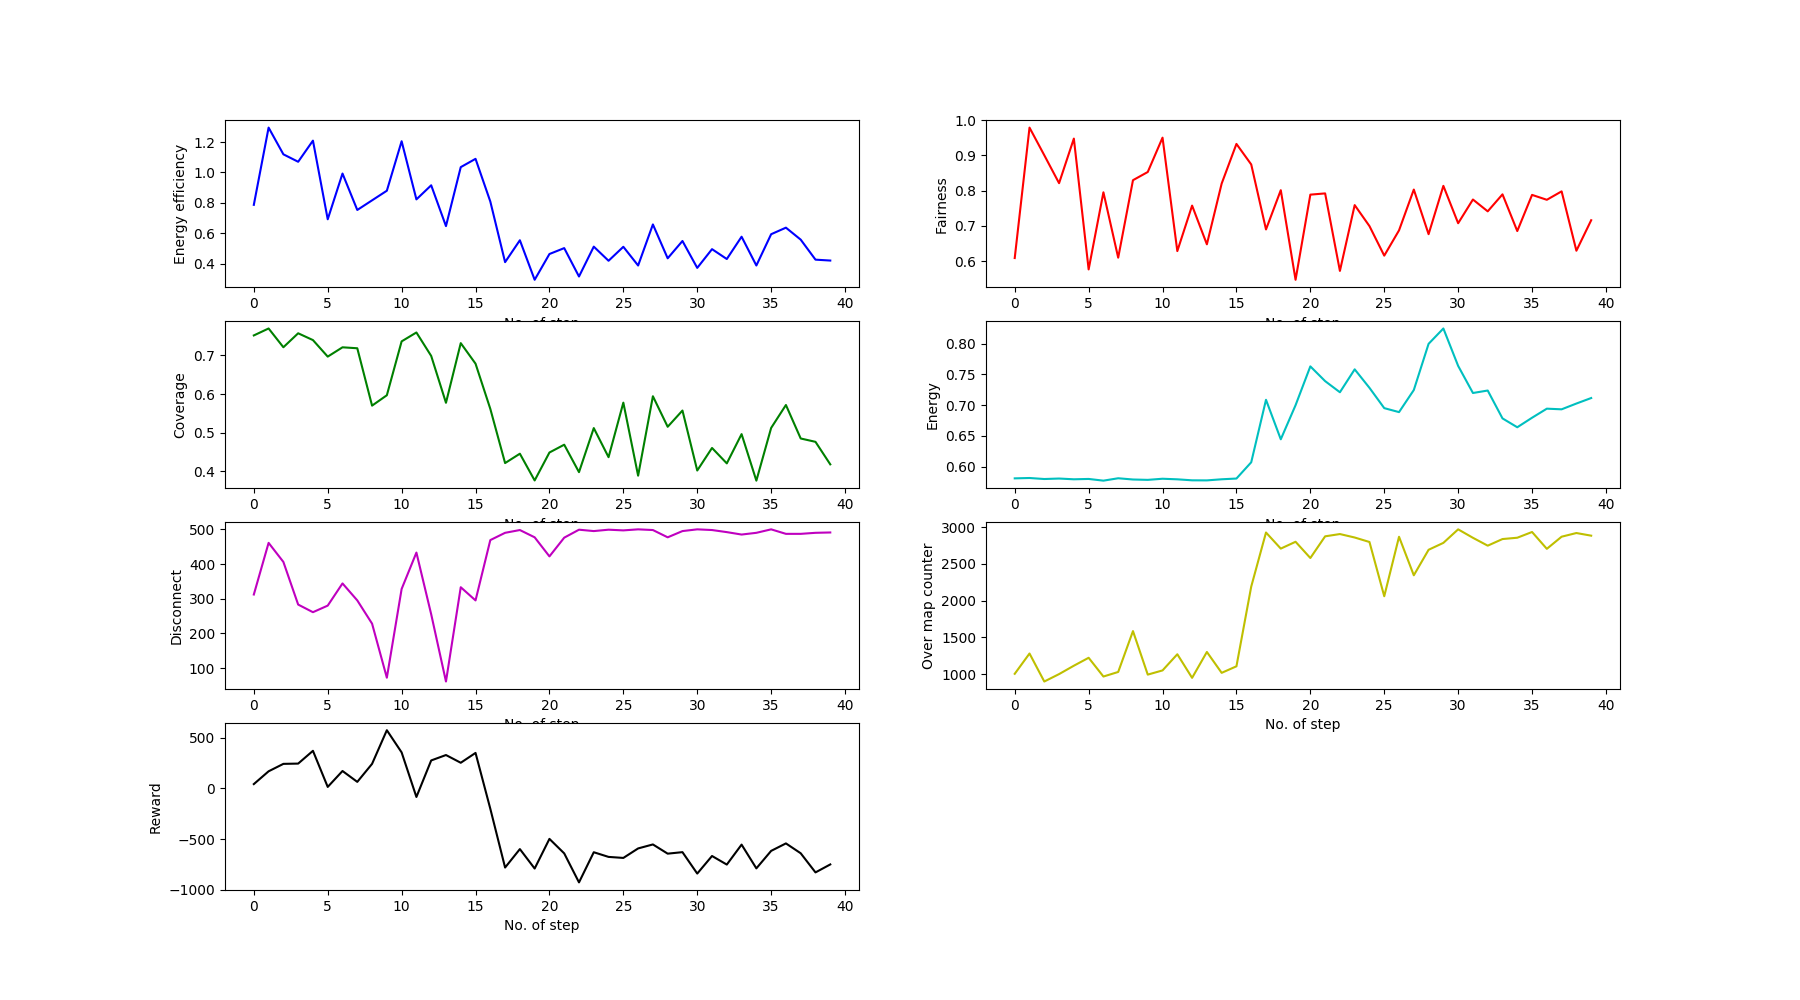 Energy efficiency
1.2
1.0
0.8
0.6
0.4
0 5 10 15 20 25 30 35 40
Fairness
1.0
0.9
0.8
0.7
0.6
0 5 10 15 20 25 30 35 40
Coverage
0.7
0.6
0.5
0.4
0 5 10 15 20 25 30 35 40
Energy
0.80
0.75
0.70
0.65
0.60
0 5 10 15 20 25 30 35 40
Disconnect
500
400
300
200
100
0 5 10 15 20 25 30 35 40
Over map counter
3000
2500
2000
1500
1000
0 5 10 15 20 25 30 35 40
No. of step
Reward
500
0
−500
−1000
0 5 10 15 20 25 30 35 40
No. of step